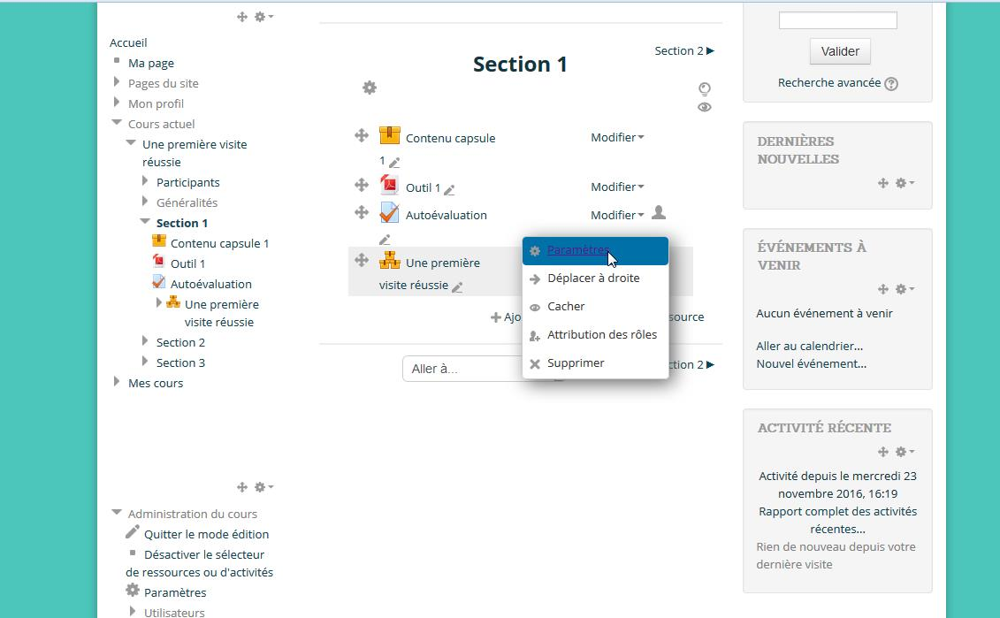 Accueil
Ma page
Pages du site
Mon profil
Cours actuel
Une première visite
réussie
Participants
Généralités
Section 1
Contenu capsule 1
Outil 1
Autoévaluation
Une première
visite réussie
Section 2
Section 3
Mes cours
Administration du cours
Quitter le mode édition
Désactiver le sélecteur
de ressources ou d'activités
Paramètres
Utilisateurs
Section 2 ▶
Section 1
Contenu capsule
1
Modifier
Outil 1
Modifier
Autoévaluation
Modifier
Une première
visite réussie
Paramètres
Déplacer à droite
Cacher
Attribution des rôles
Supprimer
Aller à...
Valider
Recherche avancée
DERNIÈRES
NOUVELLES
ÉVÉNEMENTS À
VENIR
Aucun événement à venir
Aller au calendrier...
Nouvel événement...
ACTIVITÉ RÉCENTE
Activité depuis le mercredi 23
novembre 2016, 16:19
Rapport complet des activités
récentes...
Rien de nouveau depuis votre
dernière visite